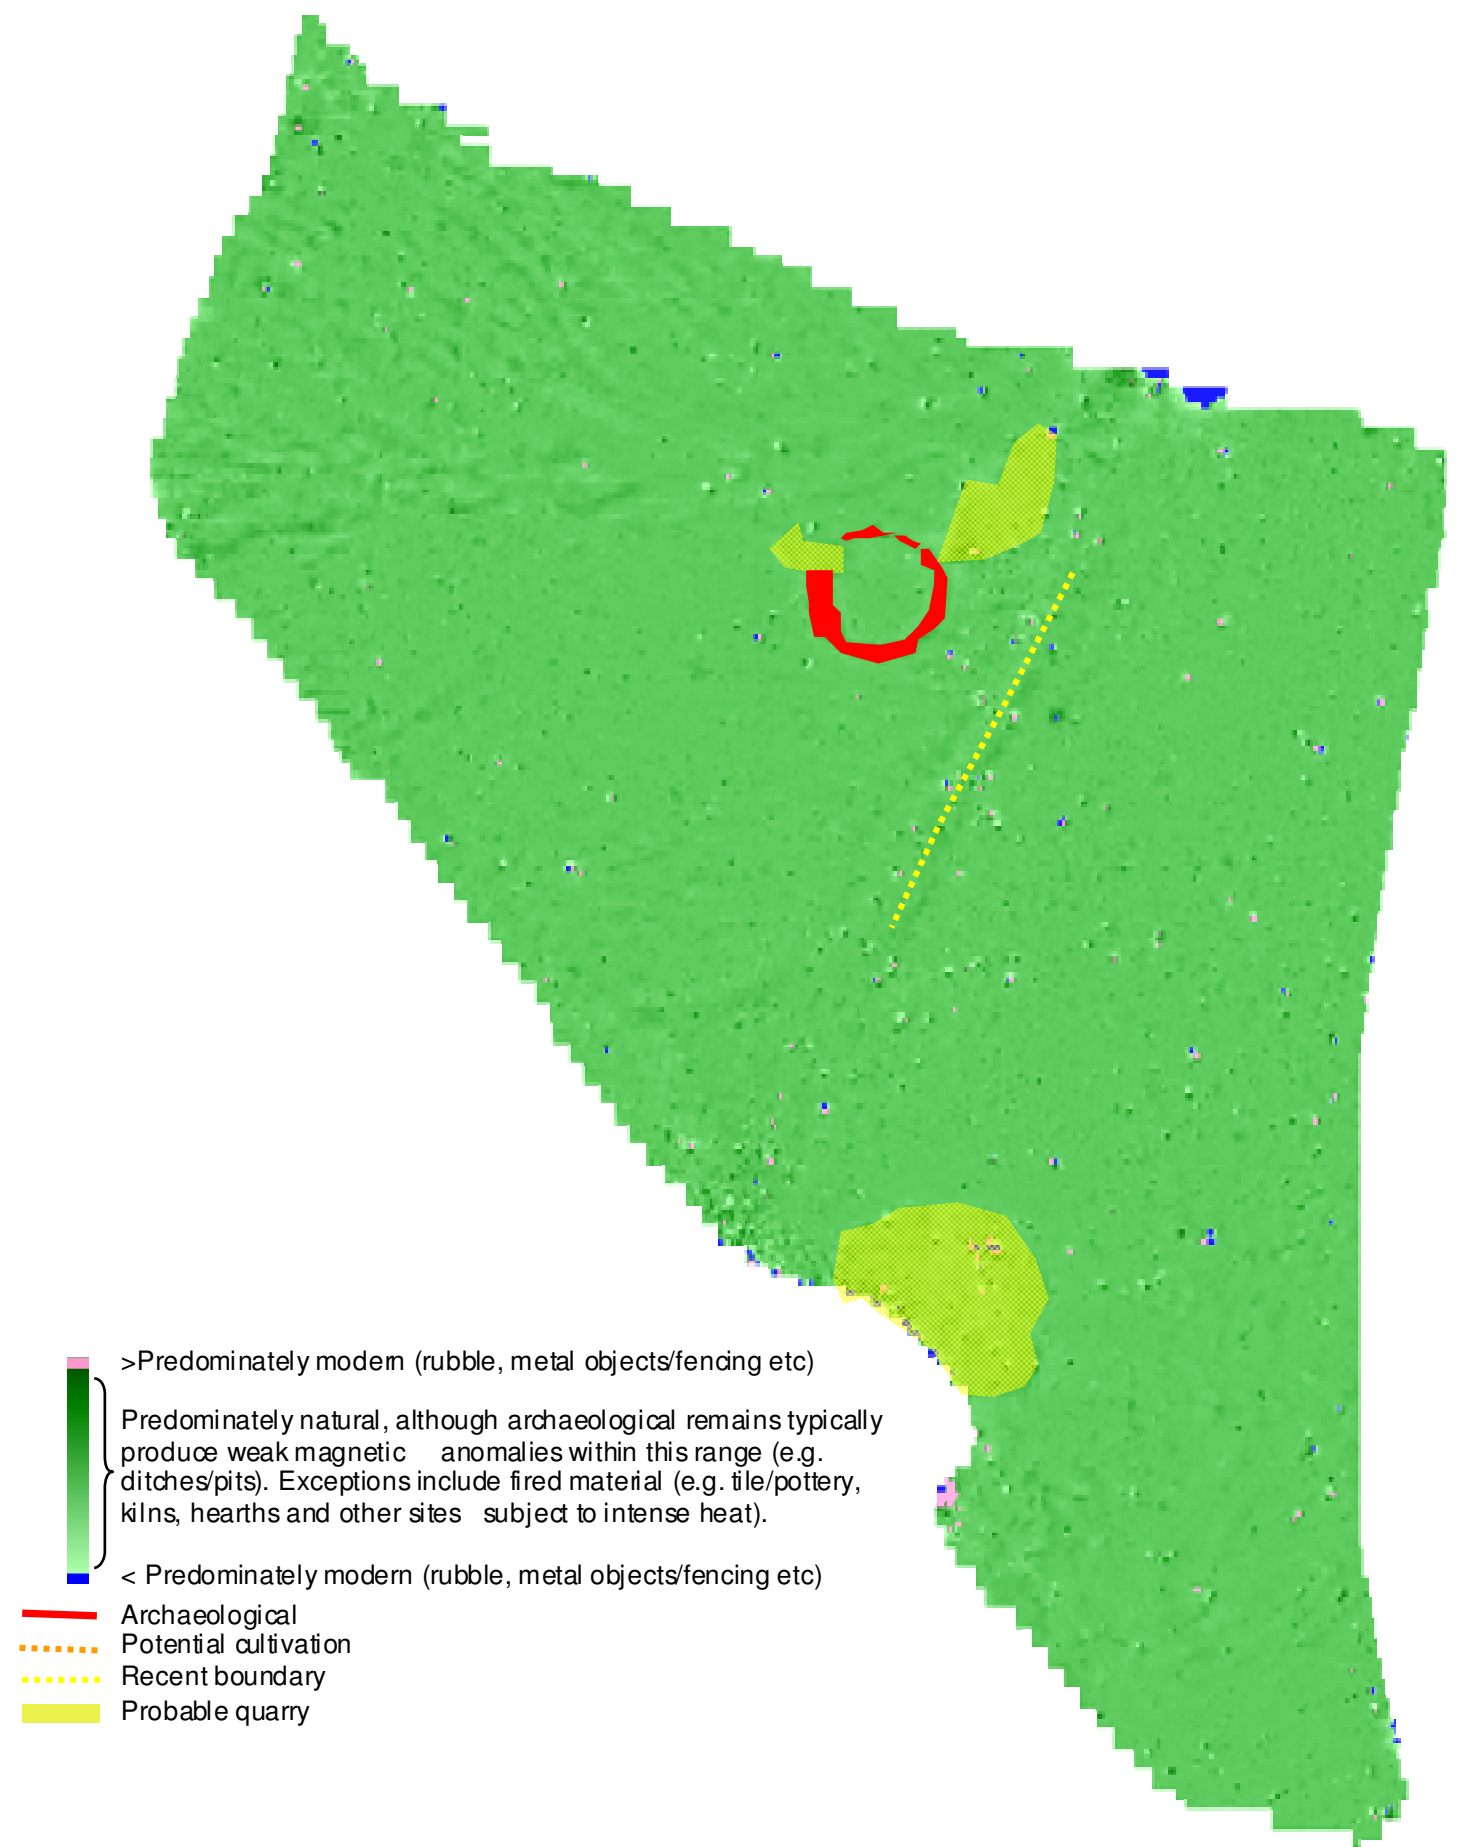 >Predominately modern (rubble, metal objects/fencing etc)
Predominately natural, although archaeological remains typically
produce weak magnetic anomalies within this range (e.g.
ditches/pits). Exceptions include fired material (e.g. tile/pottery,
kilns, hearths and other sites subject to intense heat).
< Predominately modern (rubble, metal objects/fencing etc)
Archaeological
Potential cultivation
Recent boundary
Probable quarry